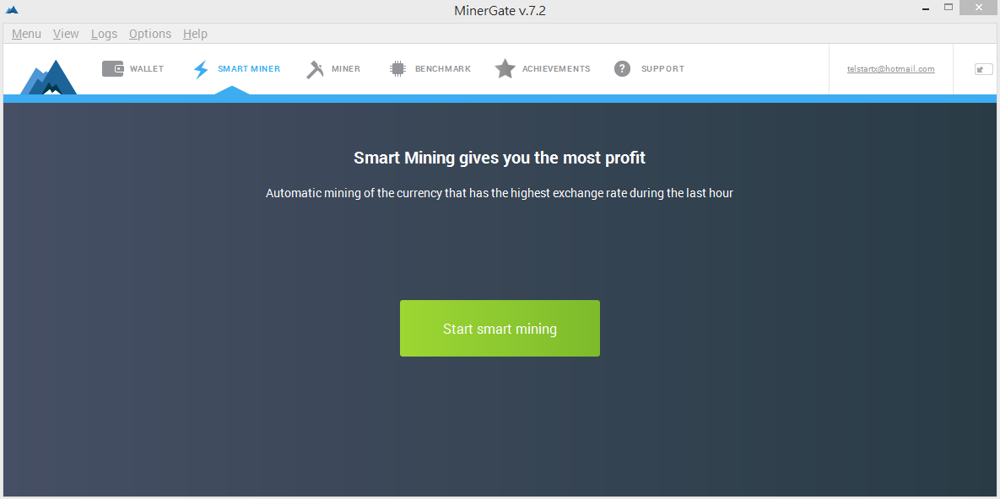 MinerGate v.7.2
Menu View Logs Options Help
WALLET SMART MINER MINER BENCHMARK ACHIEVEMENTS ? SUPPORT telstartx@hotmail.com
Smart Mining gives you the most profit
Automatic mining of the currency that has the highest exchange rate during the last hour
Start smart mining